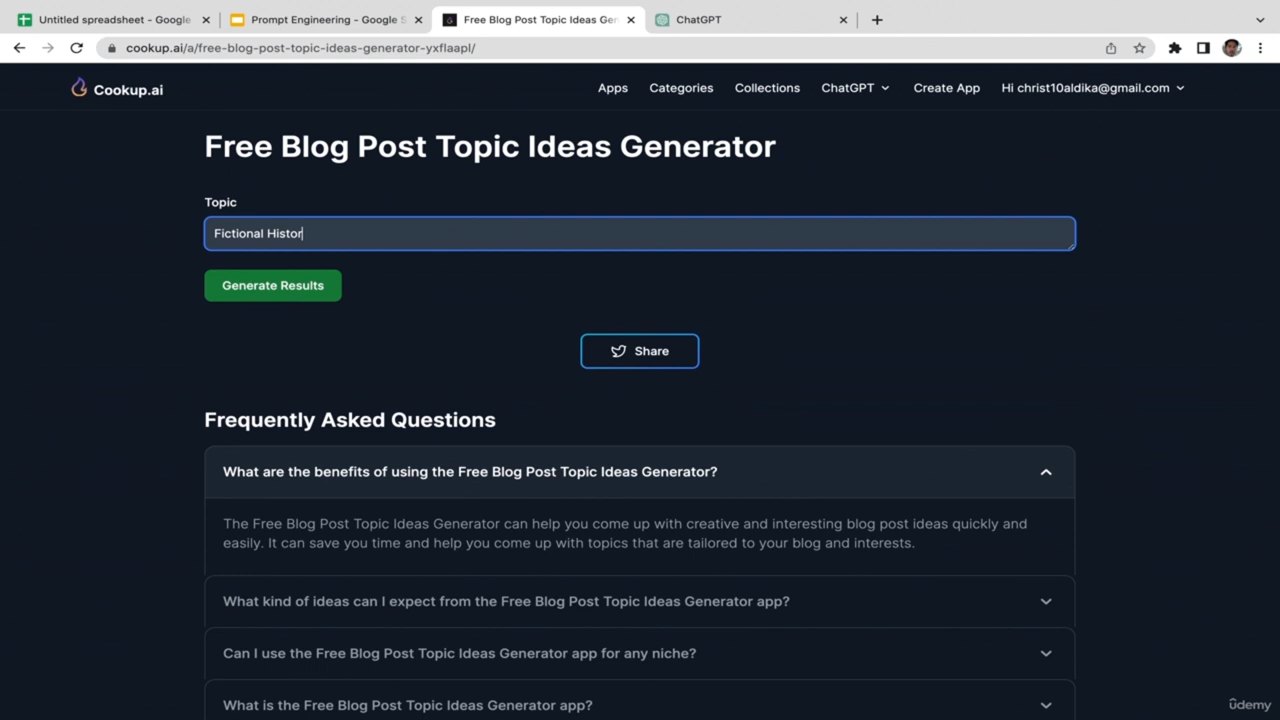 Untitled spreadsheet - Google
Prompt Engineering - Google S
Free Blog Post Topic Ideas Gen
ChatGPT
cookup.ai/a/free-blog-post-topic-ideas-generator-yxflaapl/
Cookup.ai
Apps
Categories
Collections
ChatGPT
Create App
Hi christ10aldika@gmail.com
Free Blog Post Topic Ideas Generator
Topic
Fictional Histor
Generate Results
Share
Frequently Asked Questions
What are the benefits of using the Free Blog Post Topic Ideas Generator?
The Free Blog Post Topic Ideas Generator can help you come up with creative and interesting blog post ideas quickly and
easily. It can save you time and help you come up with topics that are tailored to your blog and interests.
What kind of ideas can I expect from the Free Blog Post Topic Ideas Generator app?
Can I use the Free Blog Post Topic Ideas Generator app for any niche?
What is the Free Blog Post Topic Ideas Generator app?
ûdemy